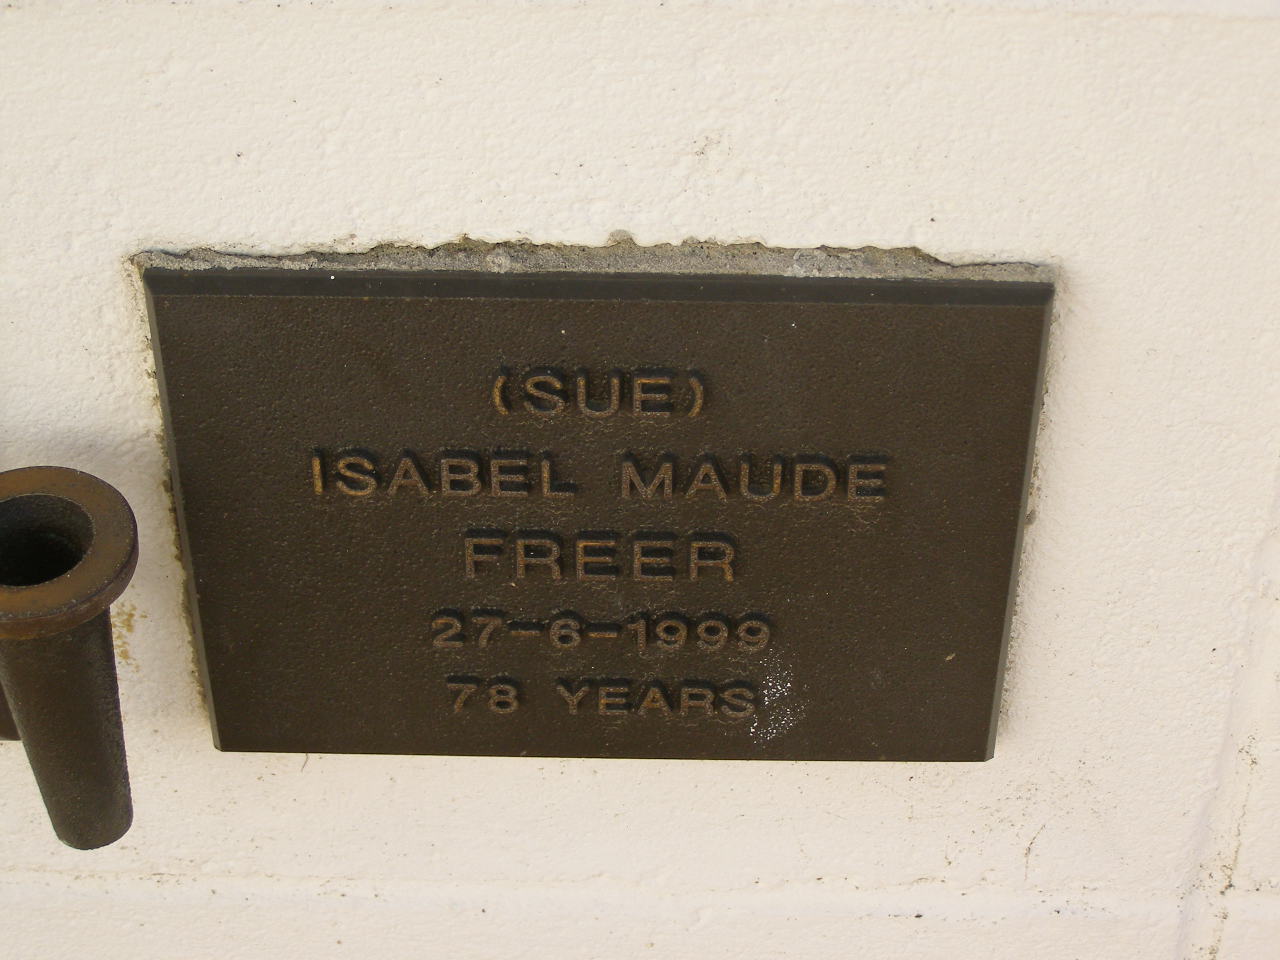 (SUE)
ISABEL MAUDE
FREER
27-6-1999
78 YEARS